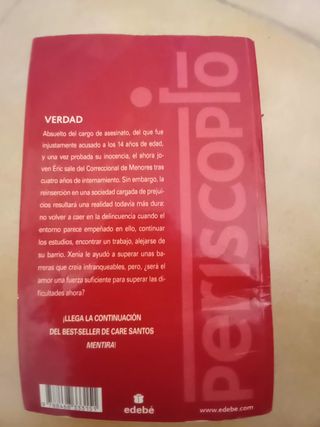 VERDAD
Absuelto del cargo de asesinato, del que fue
injustamente acusado a los 14 años de edad,
y una vez probada su inocencia, el ahora jo-
ven Eric sale del Correccional de Menores tras
cuatro años de internamiento. Sin embargo, la
reinserción en una sociedad cargada de prejui-
cios resultará una realidad todavía más dura:
no volver a caer en la delincuencia cuando el
entorno parece empeñado en ello, continuar
los estudios, encontrar un trabajo, alejarse de
su barrio. Xenia le ayudó a superar unas ba-
rreras que creía infranqueables, pero, ¿será el
amor una fuerza suficiente para superar las di-
ficultades ahora?
¡LLEGA LA CONTINUACIÓN
DEL BEST-SELLER DE CARE SANTOS
MENTIRA!
edebé
www.edebe.com
periscopio